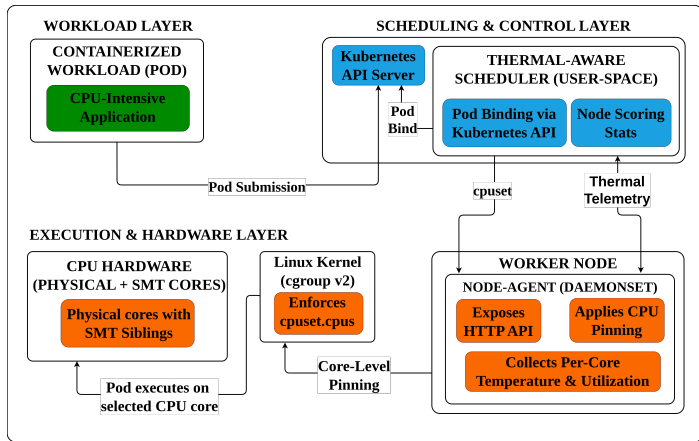 WORKLOAD LAYER
CONTAINERIZED
WORKLOAD (POD)
CPU-Intensive
Application
SCHEDULING & CONTROL LAYER
Kubernetes
API Server
THERMAL-AWARE
SCHEDULER (USER-SPACE)
Pod Binding via
Kubernetes API
Node Scoring
Stats
Pod
Bind
Pod Submission
cpuset
Thermal
Telemetry
EXECUTION & HARDWARE LAYER
CPU HARDWARE
(PHYSICAL + SMT CORES)
Physical cores with
SMT Siblings
Linux Kernel
(cgroup v2)
Enforces
cpuset.cpus
WORKER NODE
NODE-AGENT (DAEMONSET)
Exposes
HTTP API
Applies CPU
Pinning
Collects Per-Core
Temperature & Utilization
Core-Level
Pinning
Pod executes on
selected CPU core